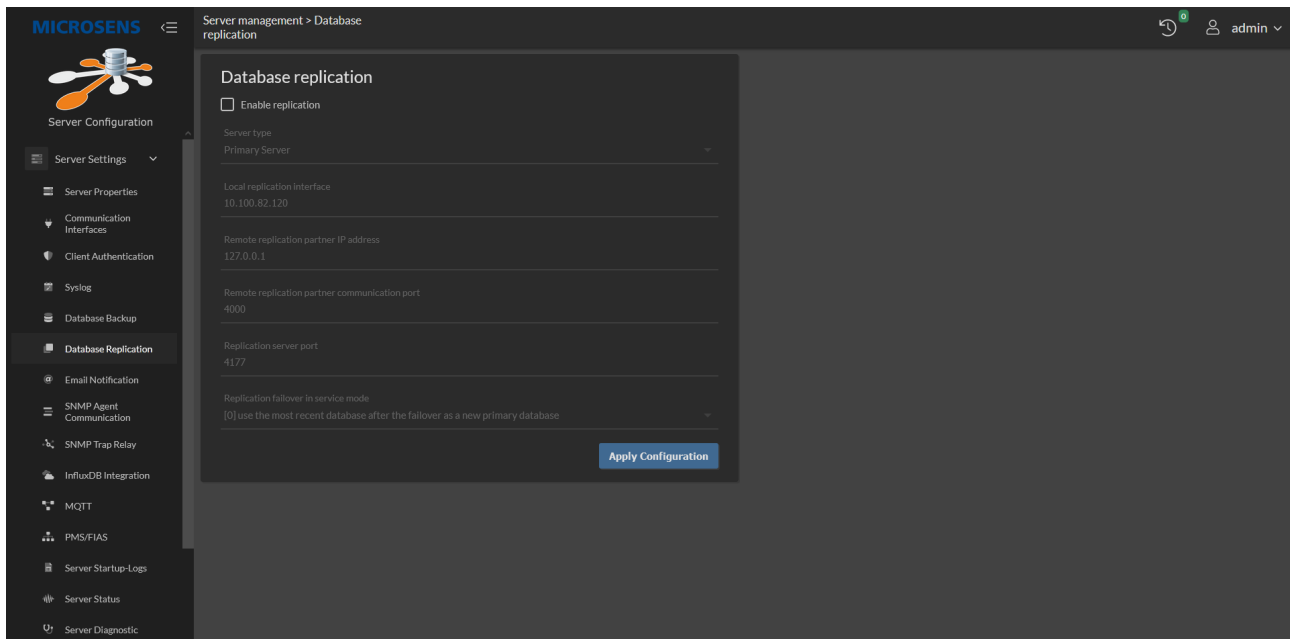 MICROSENS
Server Configuration
Server Settings
Server Properties
Communication
Interfaces
Client Authentication
Syslog
Database Backup
Database Replication
Email Notification
SNMP Agent
Communication
SNMP Trap Relay
InfluxDB Integration
MQTT
PMS/FIAS
Server Startup-Logs
Server Status
Server Diagnostic
Server management > Database
replication
0
admin
Database replication
Enable replication
Server type
Primary Server
Local replication interface
10.100.82.120
Remote replication partner IP address
127.0.0.1
Remote replication partner communication port
4000
Replication server port
4177
Replication failover in service mode
[0] use the most recent database after the failover as a new primary database
Apply Configuration